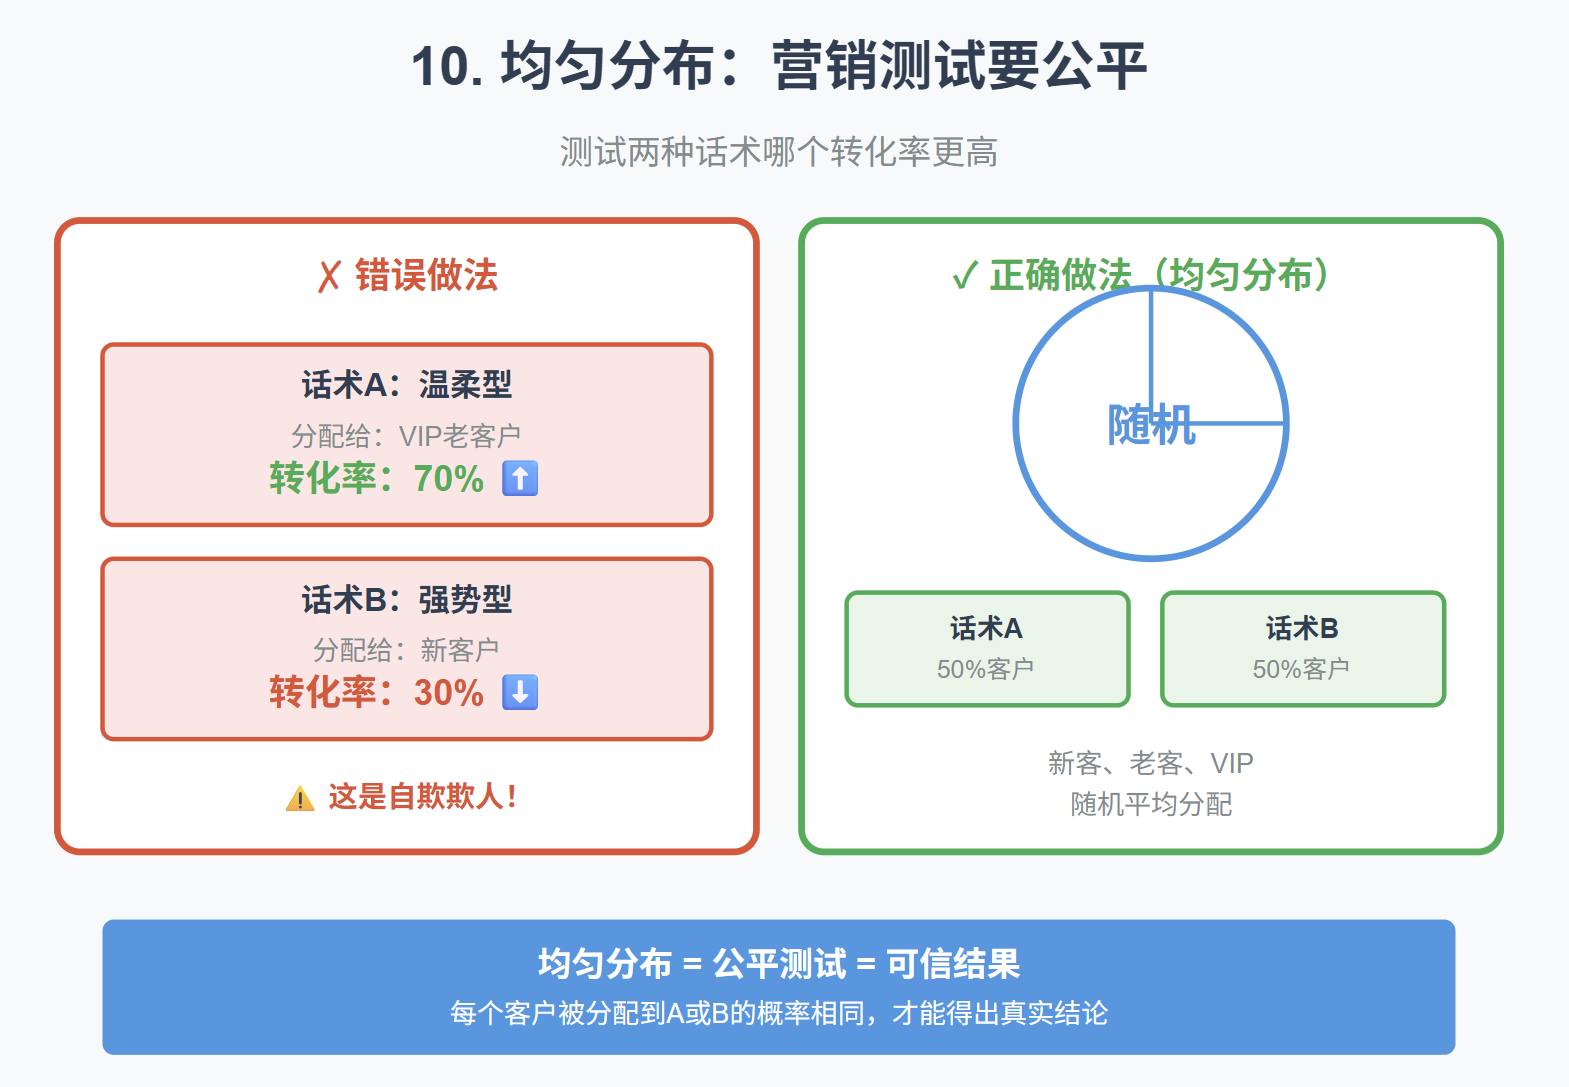 10. 均匀分布：营销测试要公平
测试两种话术哪个转化率更高
✗ 错误做法
话术A：温柔型
分配给：VIP老客户
转化率：70% ⬆️
话术B：强势型
分配给：新客户
转化率：30% ⬇️
⚠️ 这是自欺欺人！
✓ 正确做法（均匀分布）
随机
话术A
50%客户
话术B
50%客户
新客、老客、VIP
随机平均分配
均匀分布 = 公平测试 = 可信结果
每个客户被分配到A或B的概率相同，才能得出真实结论